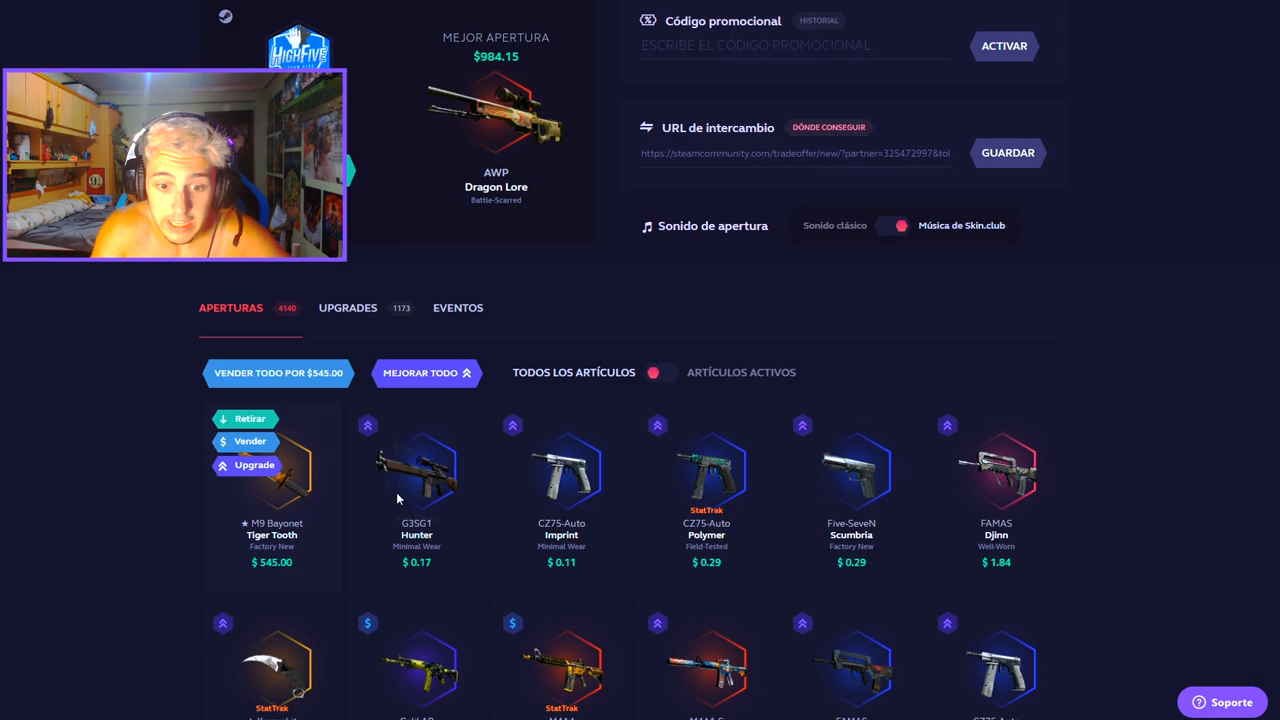 HIGHFIVE
MEJOR APERTURA
$984.15
AWP
Dragon Lore
Battle-Scarred
Código promocional HISTORIAL
ESCRIBE EL CÓDIGO PROMOCIONAL
ACTIVAR
URL de intercambio DÓNDE CONSEGUIR
https://steamcommunity.com/tradeoffer/new/?partner=325472997&tol
GUARDAR
Sonido de apertura Sonido clásico Música de Skin.club
APERTURAS 4140 UPGRADES 1173 EVENTOS
VENDER TODO POR $545.00 MEJORAR TODO TODOS LOS ARTÍCULOS ARTÍCULOS ACTIVOS
Retirar
$ Vender
Upgrade
★ M9 Bayonet
Tiger Tooth
Factory New
$ 545.00
G3SG1
Hunter
Minimal Wear
$ 0.17
CZ75-Auto
Imprint
Minimal Wear
$ 0.11
StatTrak
CZ75-Auto
Polymer
Field-Tested
$ 0.29
Five-SeveN
Scumbria
Factory New
$ 0.29
FAMAS
Djinn
Well-Worn
$ 1.84
$
$
StatTrak
StatTrak
Soporte